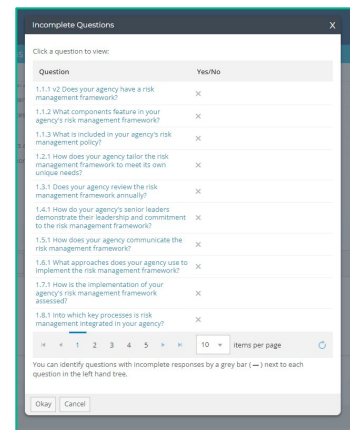 Incomplete Questions X
Click a question to view:
Question Yes/No
1.1.1 v2 Does your agency have a risk
management framework?
1.1.2 What components feature in your
agency's risk management framework?
1.1.3 What is included in your agency's risk
management policy?
1.2.1 How does your agency tailor the risk
management framework to meet its own
unique needs?
1.3.1 Does your agency review the risk
management framework annually?
1.4.1 How do your agency's senior leaders
demonstrate their leadership and commitment
to the risk management framework?
1.5.1 How does your agency communicate the
risk management framework?
1.6.1 What approaches does your agency use to
implement the risk management framework?
1.7.1 How is the implementation of your
agency's risk management framework
assessed?
1.8.1 Into which key processes is risk
management integrated in your agency?
1 2 3 4 5 10 items per page
You can identify questions with incomplete responses by a grey bar ( — ) next to each
question in the left hand tree.
Okay Cancel